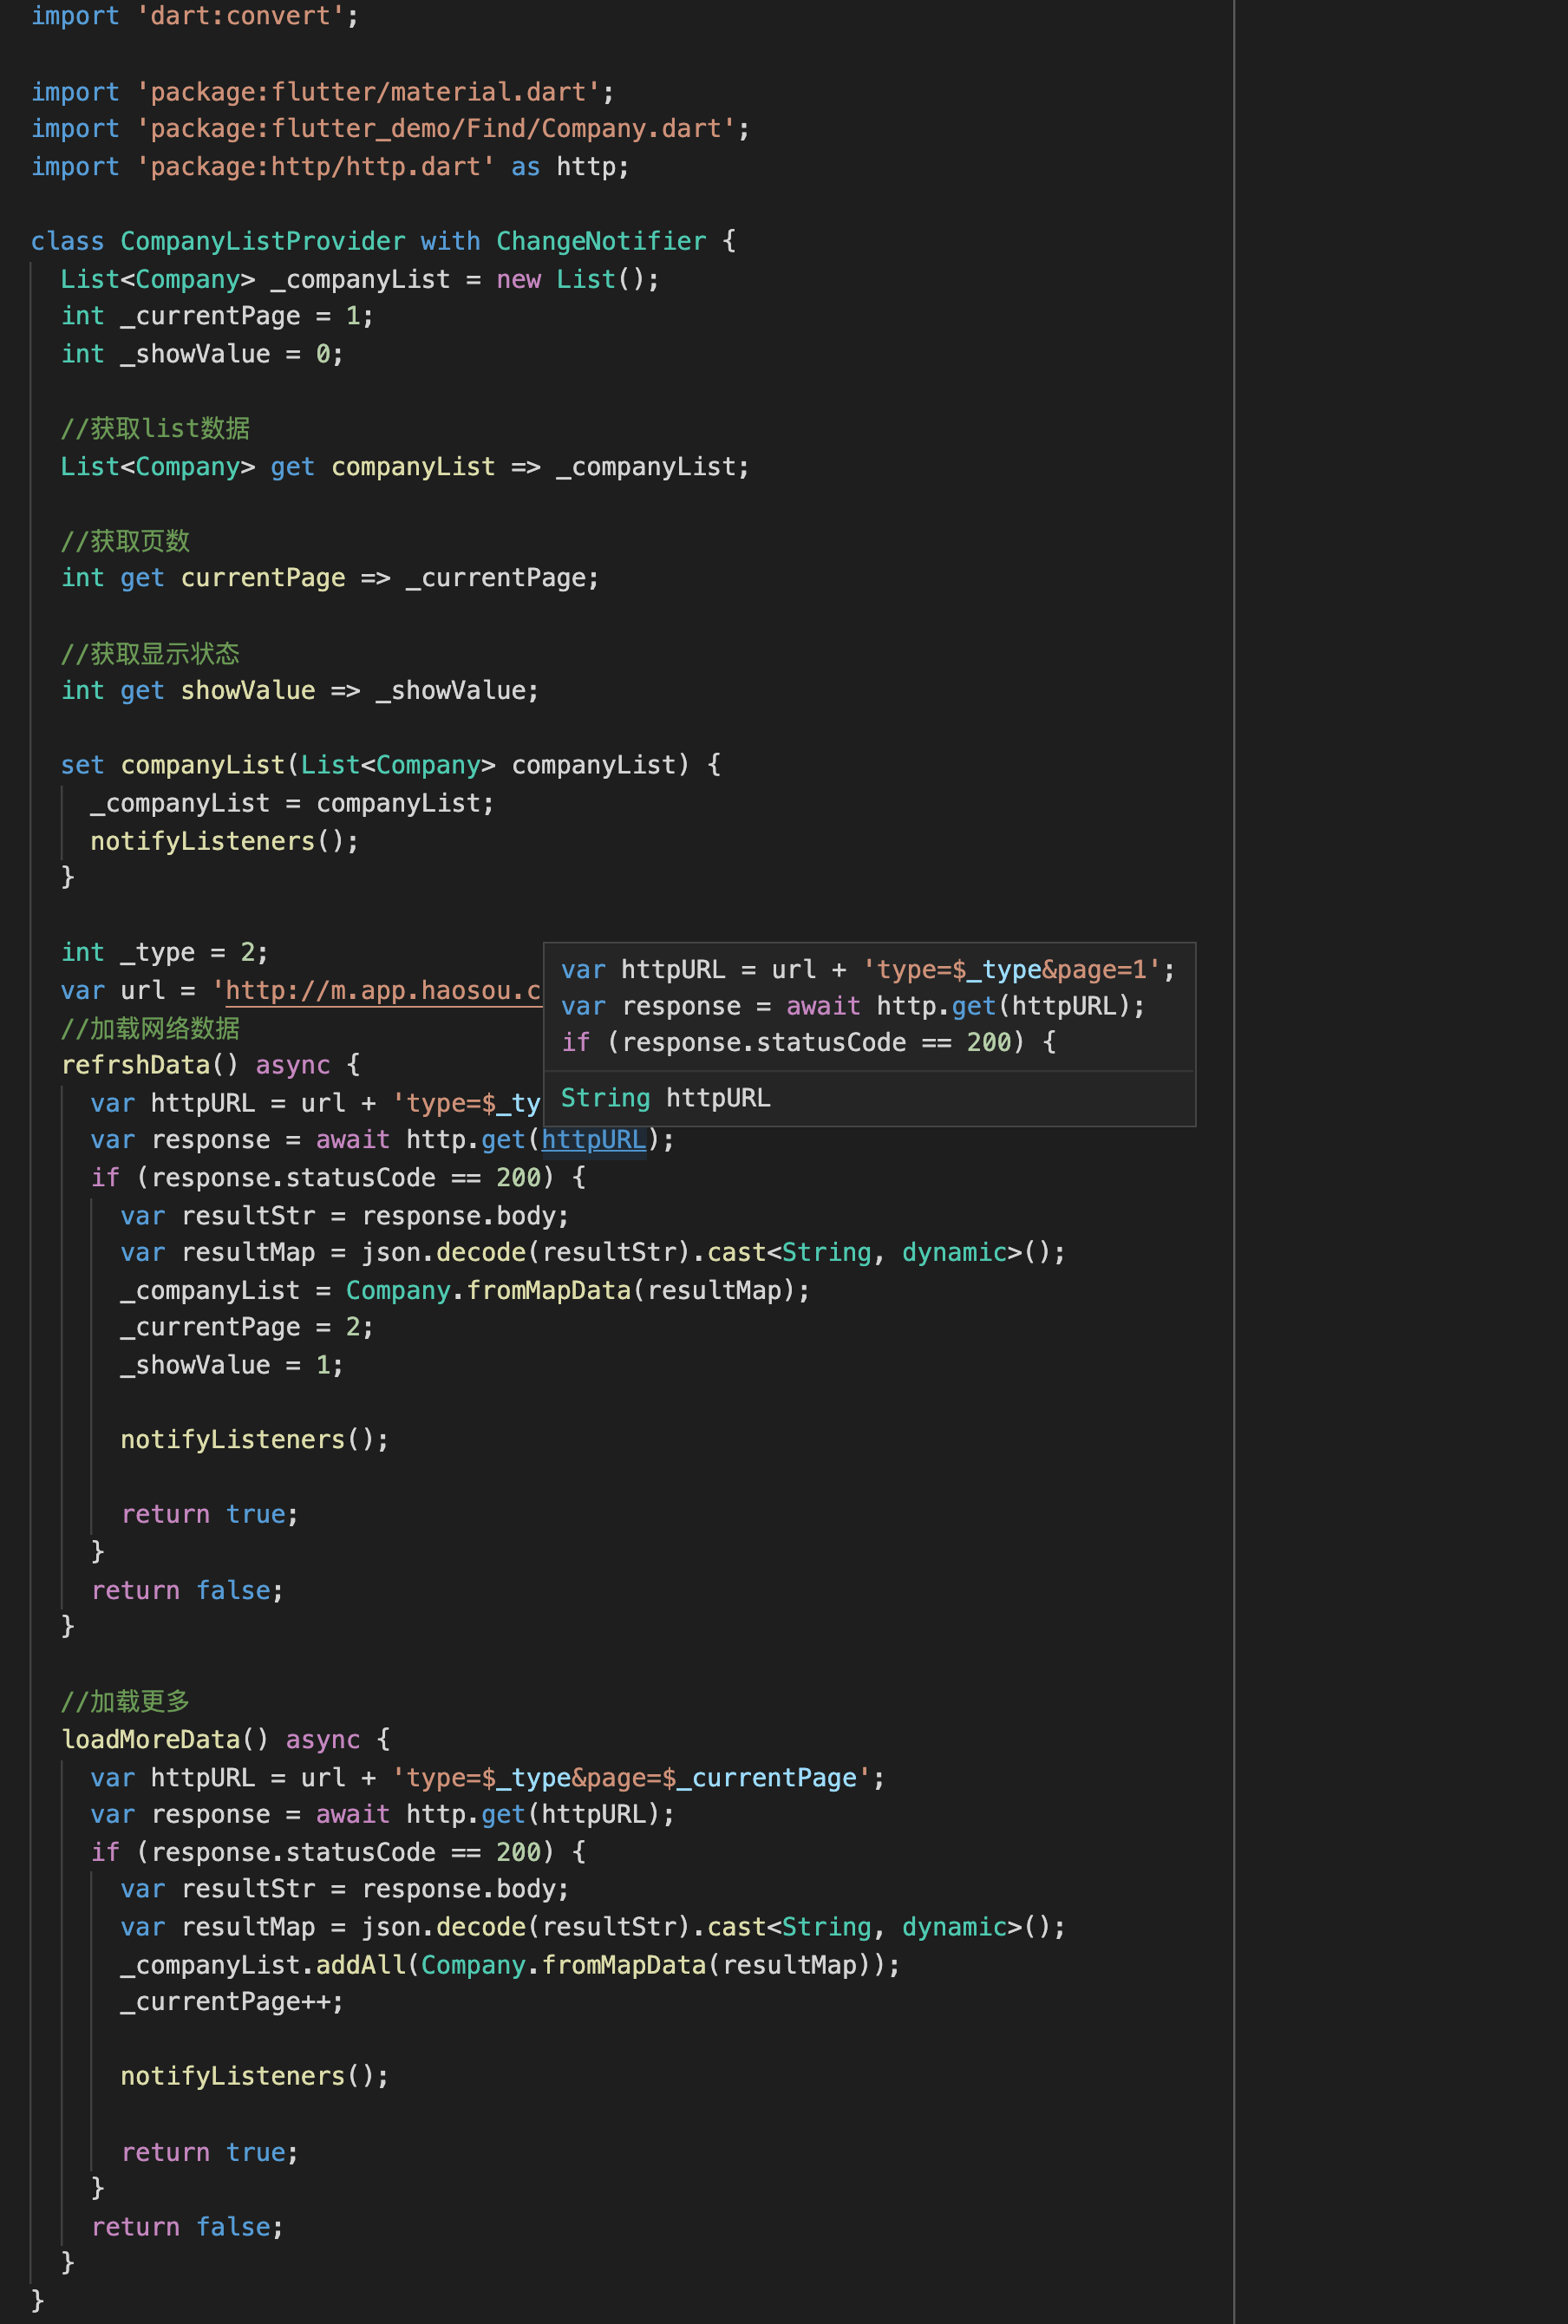 import 'dart:convert';
import 'package:flutter/material.dart';
import 'package:flutter_demo/Find/Company.dart';
import 'package:http/http.dart' as http;
class CompanyListProvider with ChangeNotifier {
List<Company> _companyList = new List();
int _currentPage = 1;
int _showValue = 0;
//获取list数据
List<Company> get companyList => _companyList;
//获取页数
int get currentPage => _currentPage;
//获取显示状态
int get showValue => _showValue;
set companyList(List<Company> companyList) {
_companyList = companyList;
notifyListeners();
}
int _type = 2;
var url = 'http://m.app.haosou.c
//加载网络数据
refrshData() async {
var httpURL = url + 'type=$_ty
var httpURL = url + 'type=$_type&page=1';
var response = await http.get(httpURL);
if (response.statusCode == 200) {
String httpURL
var response = await http.get(httpURL);
if (response.statusCode == 200) {
var resultStr = response.body;
var resultMap = json.decode(resultStr).cast<String, dynamic>();
_companyList = Company.fromMapData(resultMap);
_currentPage = 2;
_showValue = 1;
notifyListeners();
return true;
}
return false;
}
//加载更多
loadMoreData() async {
var httpURL = url + 'type=$_type&page=$_currentPage';
var response = await http.get(httpURL);
if (response.statusCode == 200) {
var resultStr = response.body;
var resultMap = json.decode(resultStr).cast<String, dynamic>();
_companyList.addAll(Company.fromMapData(resultMap));
_currentPage++;
notifyListeners();
return true;
}
return false;
}
}